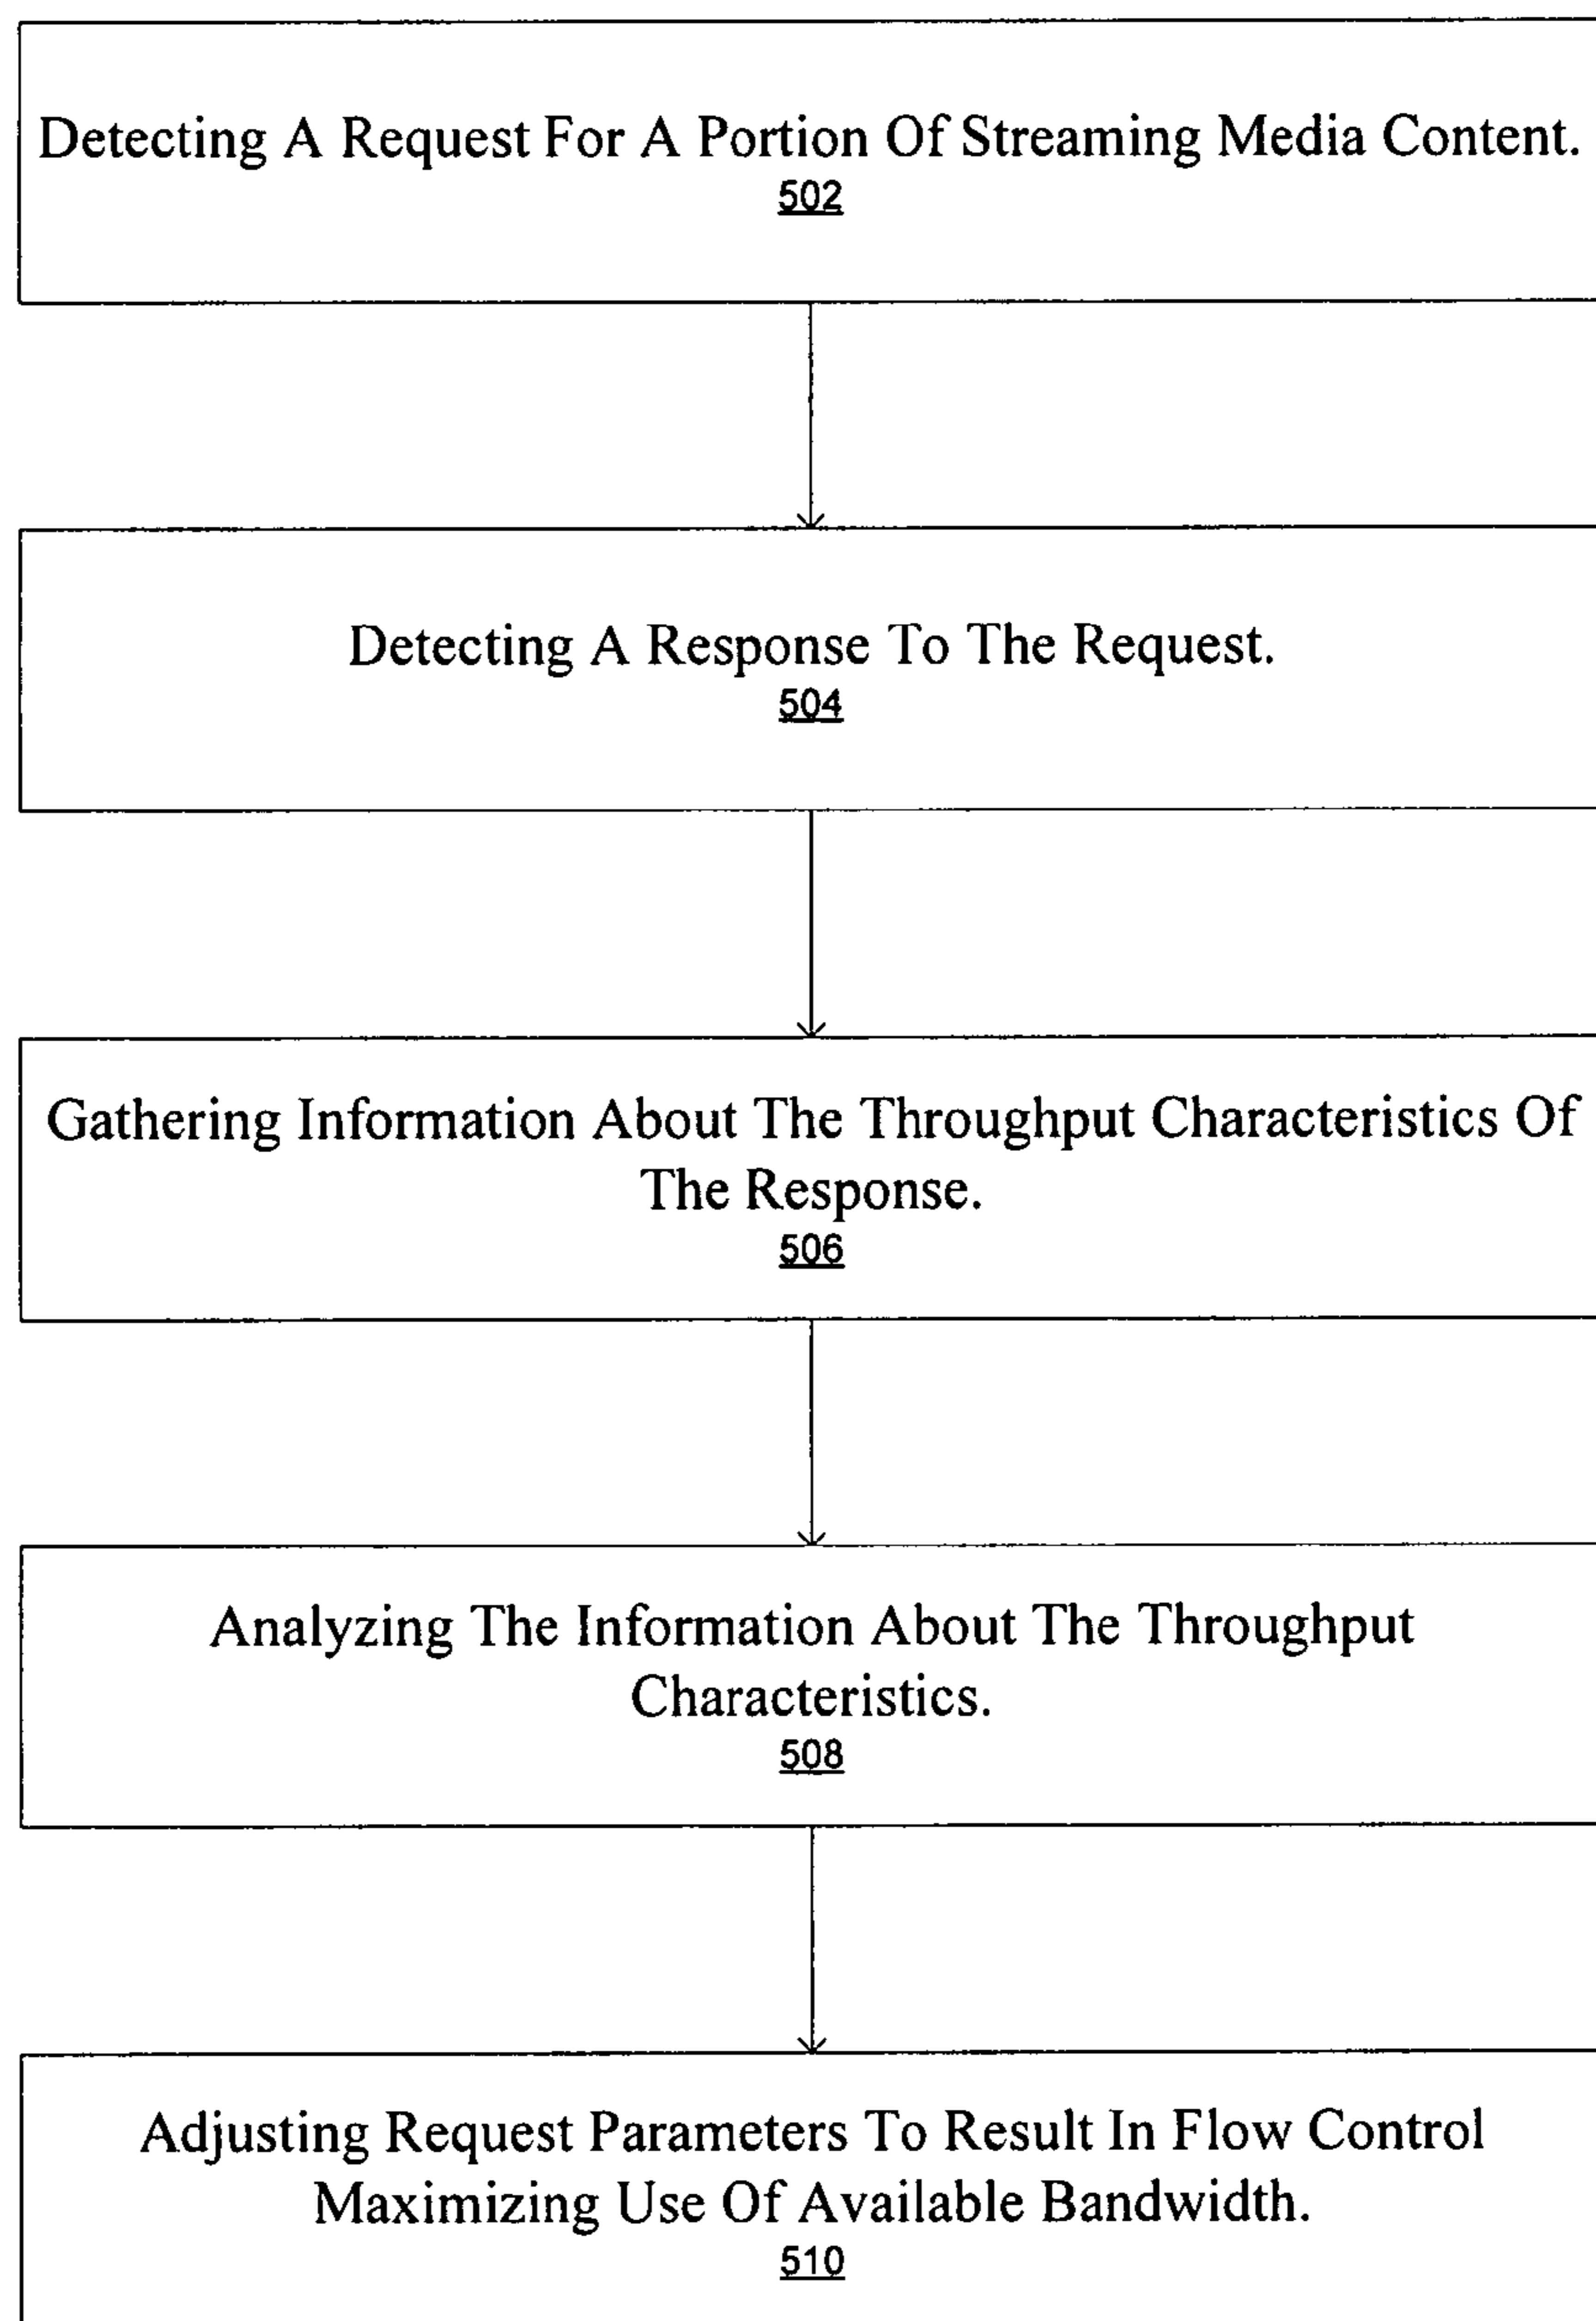 Detecting A Request For A Portion Of Streaming Media Content.
502
Detecting A Response To The Request.
504
Gathering Information About The Throughput Characteristics Of
The Response.
506
Analyzing The Information About The Throughput
Characteristics.
508
Adjusting Request Parameters To Result In Flow Control
Maximizing Use Of Available Bandwidth.
510